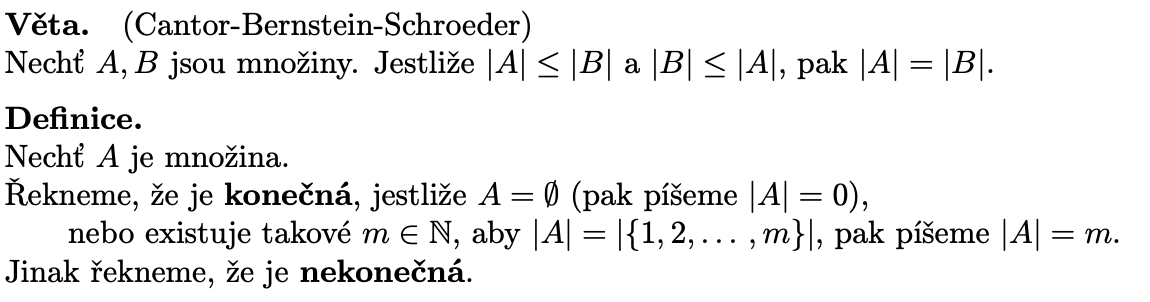 Věta. (Cantor-Bernstein-Schroeder)
Nechť A, B jsou množiny. Jestliže |A| ≤ |B| a |B| ≤ |A|, pak |A| = |B|.
Definice.
Nechť A je množina.
Řekneme, že je konečná, jestliže A = ∅ (pak píšeme |A| = 0),
nebo existuje takové m ∈ ℕ, aby |A| = |{1, 2, . . . , m}|, pak píšeme |A| = m.
Jinak řekneme, že je nekonečná.